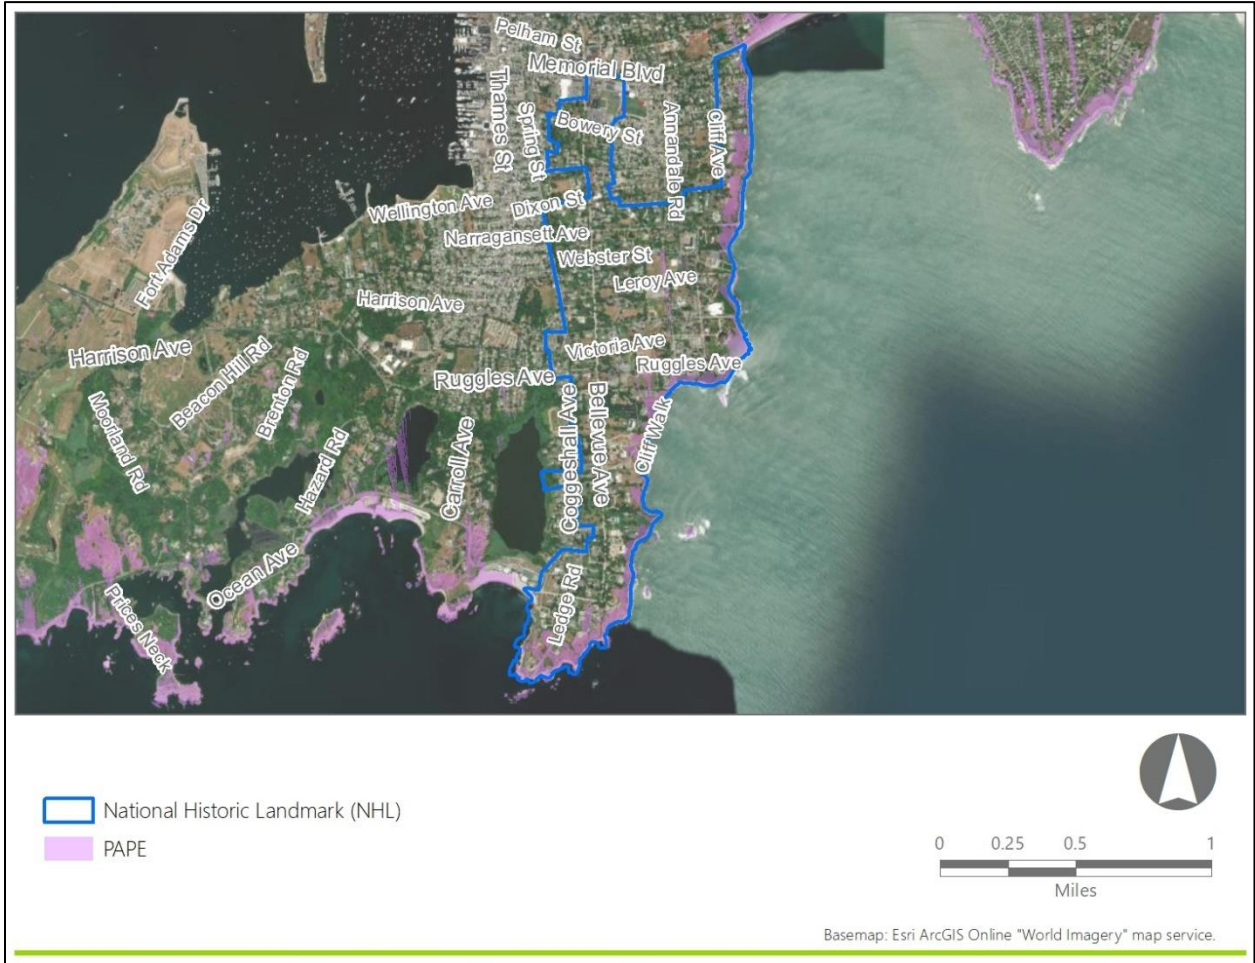 Pelham St
Memorial Blvd
Thames St
Spring St
Bowery St
Annandale Rd
Cliff Ave
Wellington Ave
Dixon St
Narragansett Ave
Webster St
Leroy Ave
Fort Adams Dr
Harrison Ave
Harrison Ave
Victoria Ave
Ruggles Ave
Ruggles Ave
Beacon Hill Rd
Brenton Rd
Moorland Rd
Hazard Rd
Carroll Ave
Coggeshall Ave
Bellevue Ave
Cliff Walk
Ocean Ave
Prices Neck
Ledge Rd
National Historic Landmark (NHL)
PAPE
0 0.25 0.5 1
Miles
Basemap: Esri ArcGIS Online "World Imagery" map service.